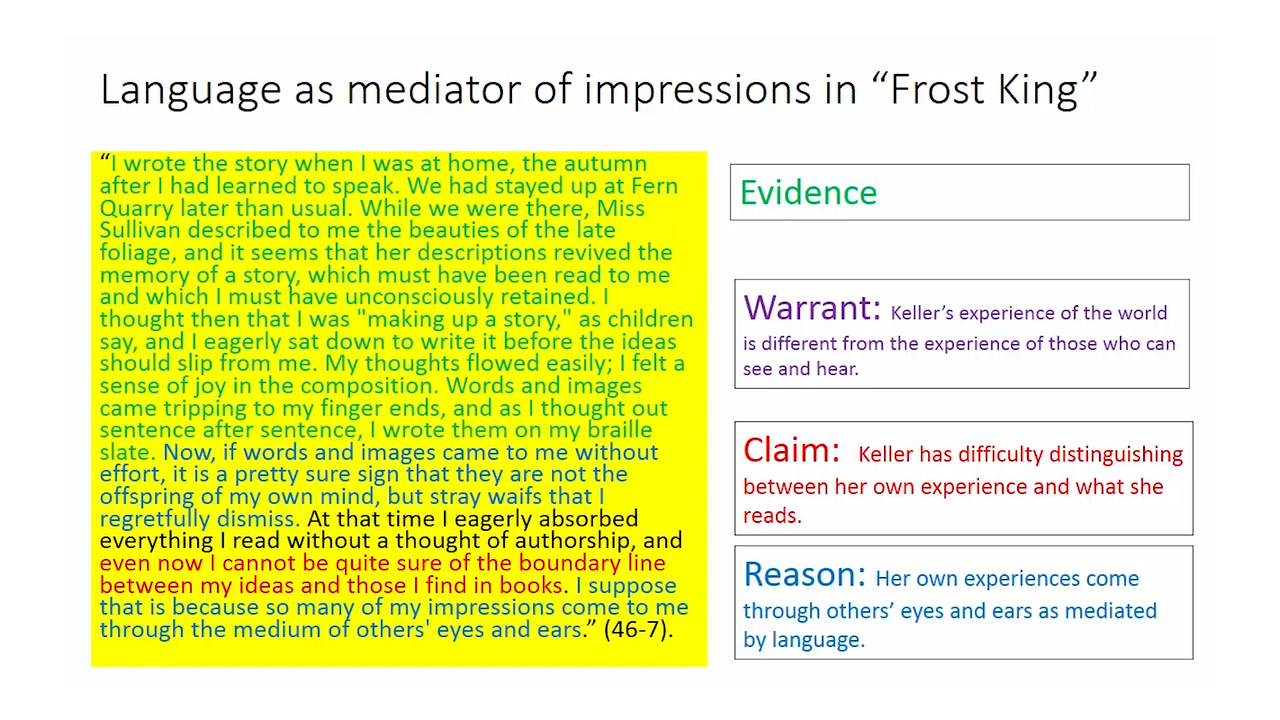 Language as mediator of impressions in “Frost King”
“I wrote the story when I was at home, the autumn
after I had learned to speak. We had stayed up at Fern
Quarry later than usual. While we were there, Miss
Sullivan described to me the beauties of the late
foliage, and it seems that her descriptions revived the
memory of a story, which must have been read to me
and which I must have unconsciously retained. I
thought then that I was "making up a story," as children
say, and I eagerly sat down to write it before the ideas
should slip from me. My thoughts flowed easily; I felt a
sense of joy in the composition. Words and images
came tripping to my finger ends, and as I thought out
sentence after sentence, I wrote them on my braille
slate. Now, if words and images came to me without
effort, it is a pretty sure sign that they are not the
offspring of my own mind, but stray waifs that I
regretfully dismiss. At that time I eagerly absorbed
everything I read without a thought of authorship, and
even now I cannot be quite sure of the boundary line
between my ideas and those I find in books. I suppose
that is because so many of my impressions come to me
through the medium of others' eyes and ears.” (46-7).
Evidence
Warrant: Keller’s experience of the world
is different from the experience of those who can
see and hear.
Claim: Keller has difficulty distinguishing
between her own experience and what she
reads.
Reason: Her own experiences come
through others’ eyes and ears as mediated
by language.